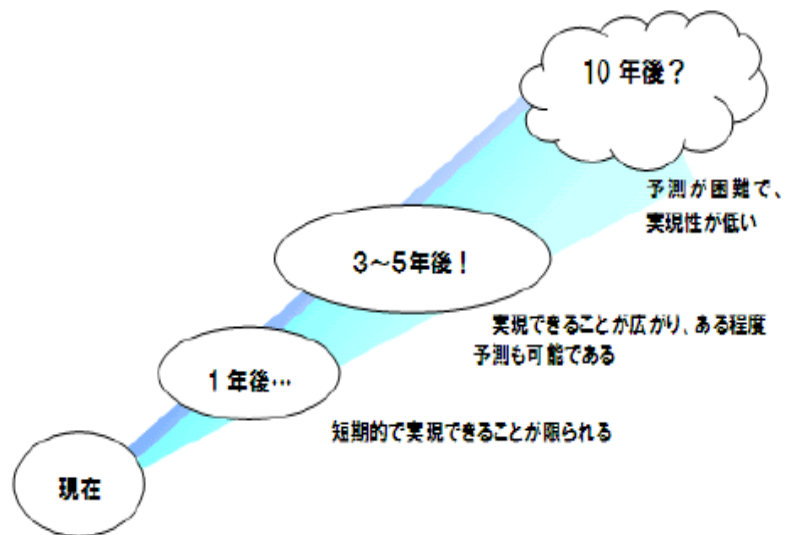 10年後？
予測が困難で、
実現性が低い
3～5年後！
実現できることが広がり、ある程度
予測も可能である
1年後…
短期的で実現できることが限られる
現在